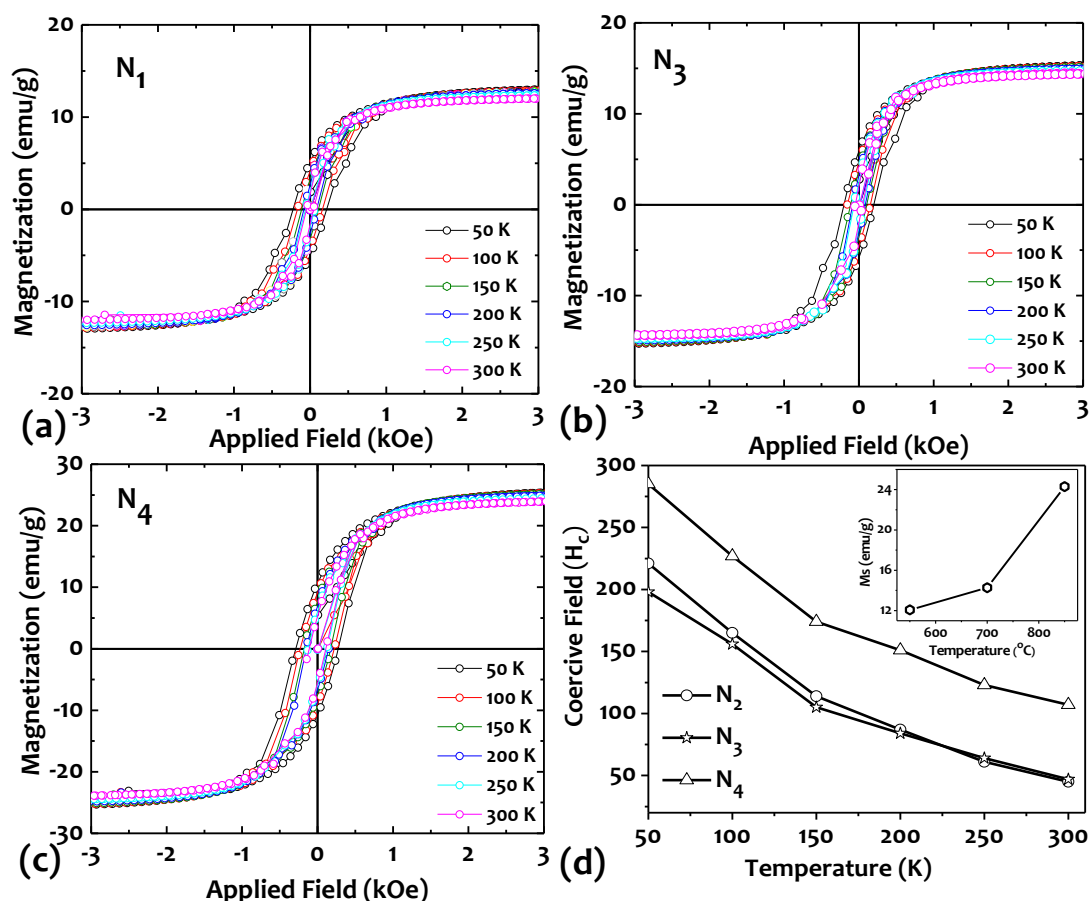 N1
Magnetization (emu/g)
20
10
0
-10
-20
50 K
100 K
150 K
200 K
250 K
300 K
-3 -2 -1 0 1 2 3
(a) Applied Field (kOe)
N3
Magnetization (emu/g)
20
10
0
-10
-20
50 K
100 K
150 K
200 K
250 K
300 K
-3 -2 -1 0 1 2 3
(b) Applied Field (kOe)
N4
Magnetization (emu/g)
30
20
10
0
-10
-20
-30
50 K
100 K
150 K
200 K
250 K
300 K
-3 -2 -1 0 1 2 3
(c) Applied Field (kOe)
Coercive Field (HC)
300
250
200
150
100
50
Ms (emu/g)
24
20
16
12
600 700 800
Temperature (oC)
N2
N3
N4
50 100 150 200 250 300
(d) Temperature (K)